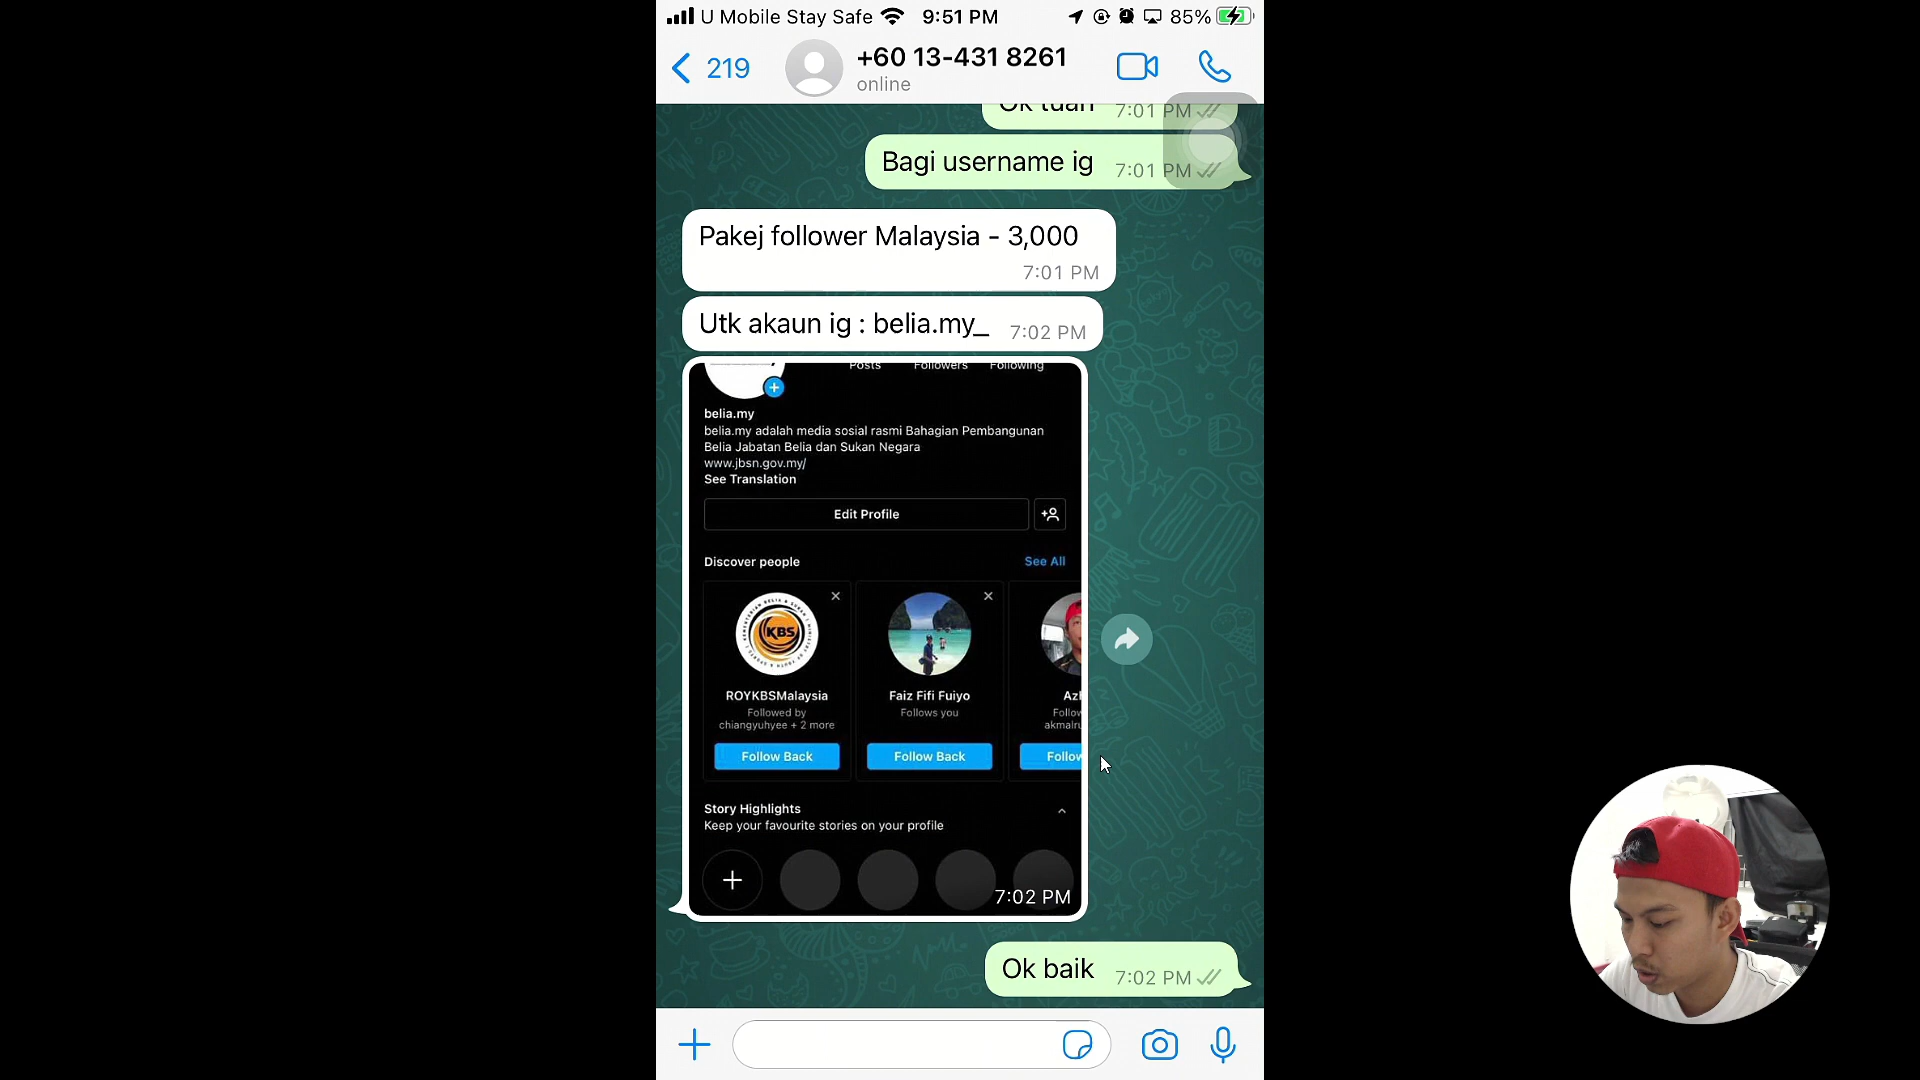 U Mobile Stay Safe 9:51 PM 85%
219 +60 13-431 8261
online
Ok tuan 7:01 PM
Bagi username ig 7:01 PM
Pakej follower Malaysia - 3,000
7:01 PM
Utk akaun ig : belia.my_ 7:02 PM
Posts Followers Following
belia.my
belia.my adalah media sosial rasmi Bahagian Pembangunan
Belia Jabatan Belia dan Sukan Negara
www.jbsn.gov.my/
See Translation
Edit Profile
Discover people See All
KBS
ROYKBSMalaysia Faiz Fifi Fuiyo
Followed by Follows you
chiangyuhyee + 2 more
Follow Back Follow Back Follow
Story Highlights
Keep your favourite stories on your profile
7:02 PM
Ok baik 7:02 PM